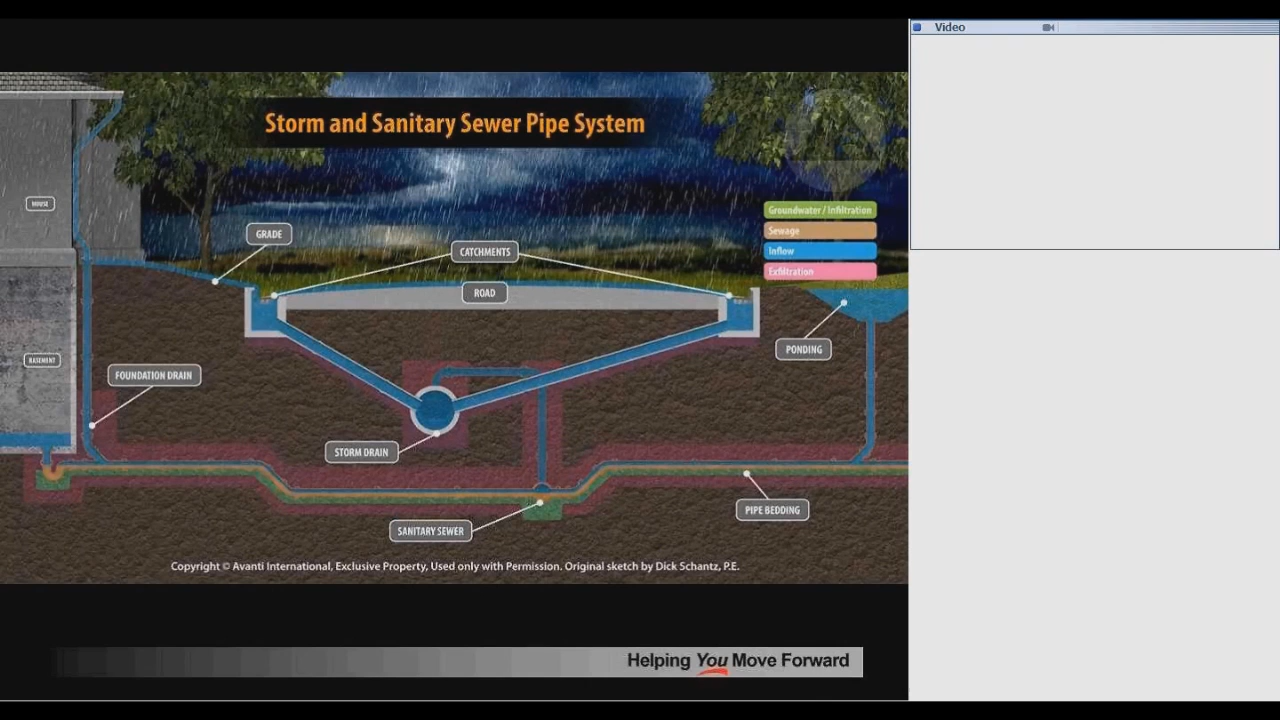 Video
Storm and Sanitary Sewer Pipe System
HOUSE
Groundwater / Infiltration
Sewage
GRADE
CATCHMENTS
Inflow
Exfiltration
ROAD
PONDING
BASEMENT
FOUNDATION DRAIN
STORM DRAIN
PIPE BEDDING
SANITARY SEWER
Copyright © Avanti International, Exclusive Property, Used only with Permission. Original sketch by Dick Schantz, P.E.
Helping You Move Forward